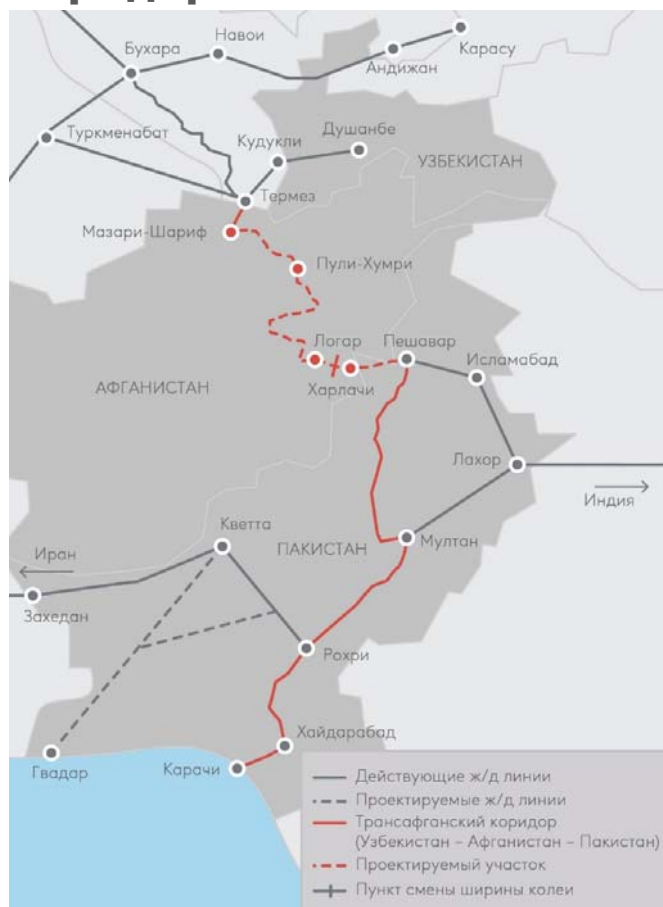 Карасу
Бухара
Навои
Андижан
Туркменабат
Кудукли
Душанбе
УЗБЕКИСТАН
Термез
Мазари-Шариф
Пули-Хумри
Логар
Пешавар
Исламабад
Харлачи
АФГАНИСТАН
Лахор
Индия
Кветта
ПАКИСТАН
Мултан
Иран
Захедан
Рохри
Хайдарабад
Гвадар
Карачи
Действующие ж/д линии
Проектируемые ж/д линии
Трансафганский коридор
(Узбекистан – Афганистан – Пакистан)
Проектируемый участок
Пункт смены ширины колеи